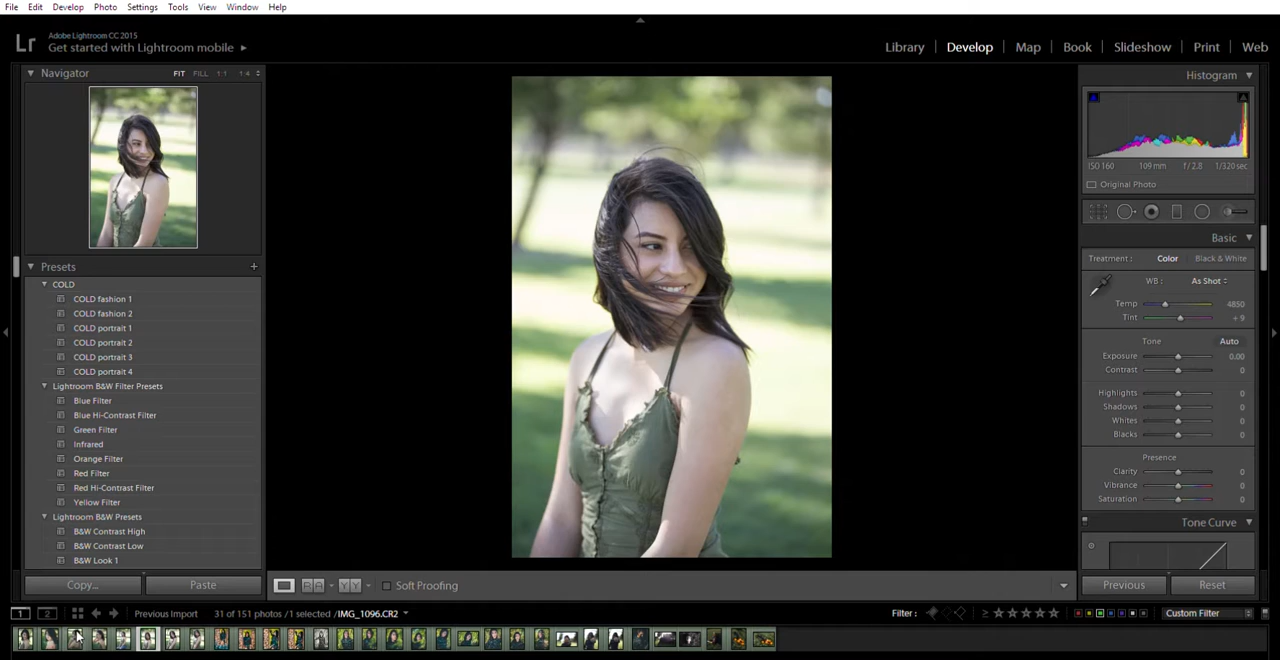 File Edit Develop Photo Settings Tools View Window Help
Lr Adobe Lightroom CC 2015
Get started with Lightroom mobile
Library | Develop | Map | Book | Slideshow | Print | Web
Navigator FIT FILL 1:1 1:4
Presets +
COLD
COLD fashion 1
COLD fashion 2
COLD portrait 1
COLD portrait 2
COLD portrait 3
COLD portrait 4
Lightroom B&W Filter Presets
Blue Filter
Blue Hi-Contrast Filter
Green Filter
Infrared
Orange Filter
Red Filter
Red Hi-Contrast Filter
Yellow Filter
Lightroom B&W Presets
B&W Contrast High
B&W Contrast Low
B&W Look 1
Copy... Paste
Soft Proofing
Histogram
ISO 160 109 mm f / 2.8 1/320 sec
Original Photo
Basic
Treatment : Color Black & White
WB : As Shot
Temp 4850
Tint + 9
Tone Auto
Exposure 0.00
Contrast 0
Highlights 0
Shadows 0
Whites 0
Blacks 0
Presence
Clarity 0
Vibrance 0
Saturation 0
Tone Curve
Previous Reset
1 2 Previous Import 31 of 151 photos / 1 selected / IMG_1096.CR2 Filter : ≥ Custom Filter